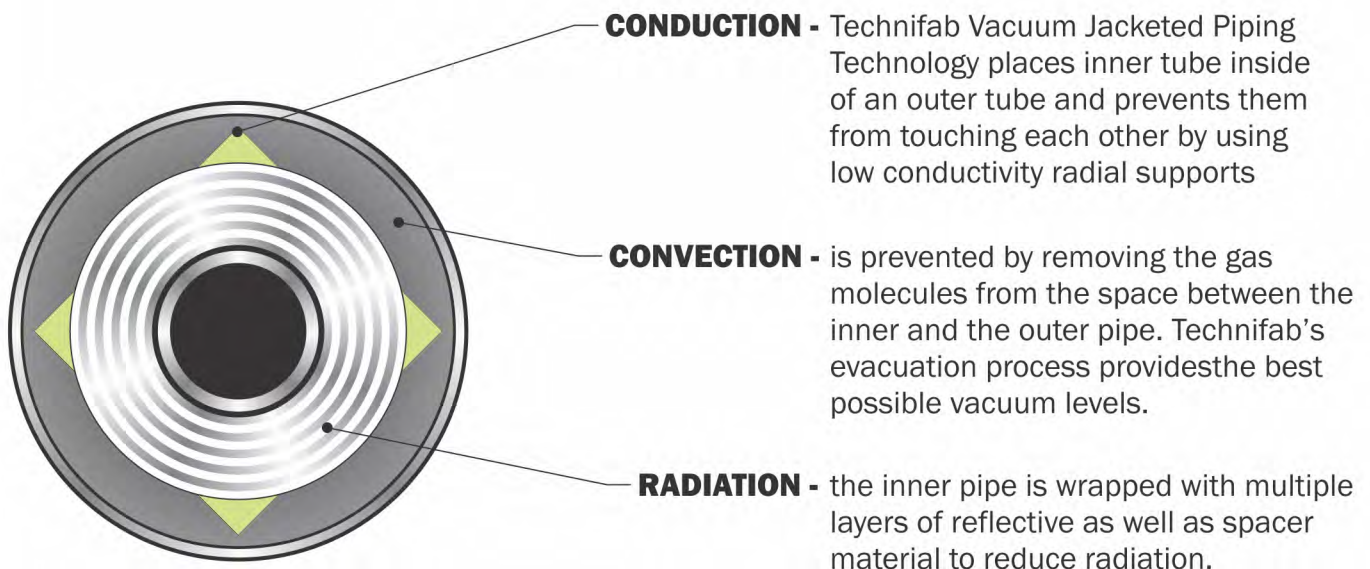 CONDUCTION - Technifab Vacuum Jacketed Piping
Technology places inner tube inside
of an outer tube and prevents them
from touching each other by using
low conductivity radial supports
CONVECTION - is prevented by removing the gas
molecules from the space between the
inner and the outer pipe. Technifab’s
evacuation process providesthe best
possible vacuum levels.
RADIATION - the inner pipe is wrapped with multiple
layers of reflective as well as spacer
material to reduce radiation.